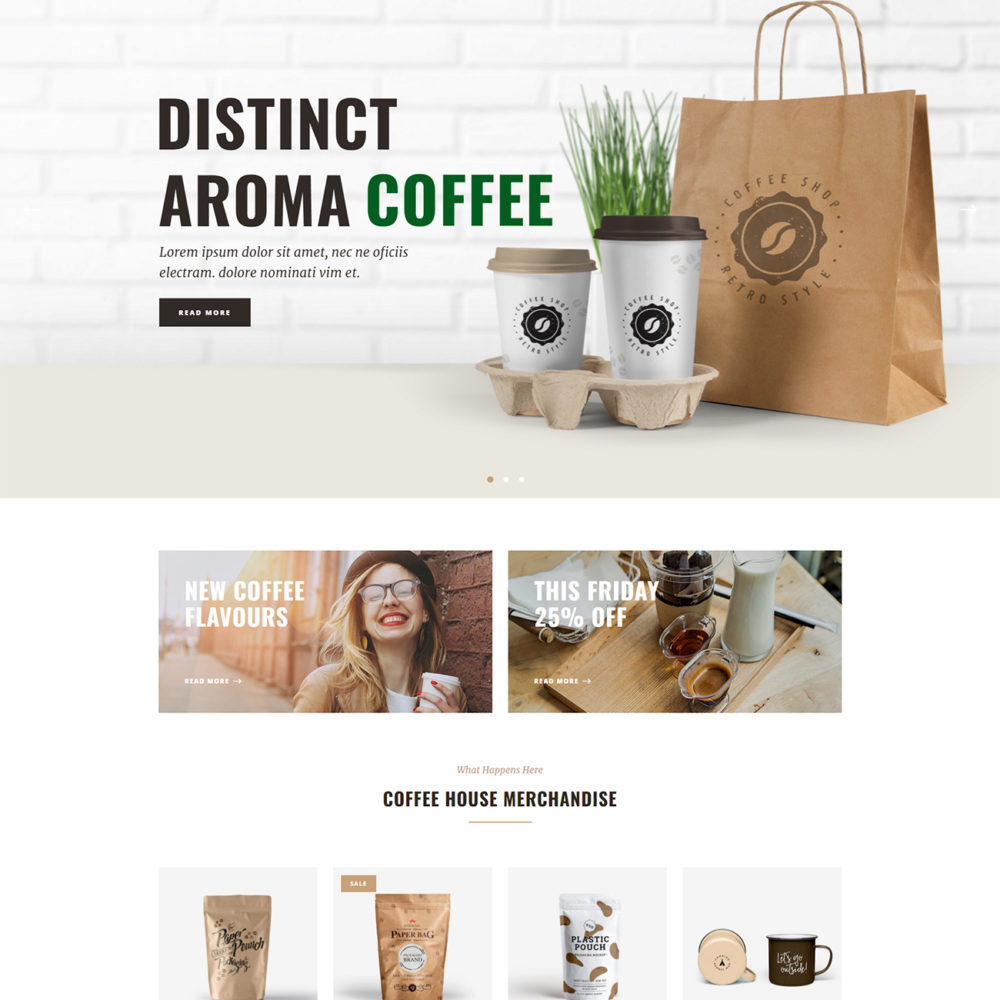 DISTINCT
AROMA COFFEE
Lorem ipsum dolor sit amet, nec ne oficiis
electram. dolore nominati vim et.
READ MORE
COFFEE SHOP
RETRO STYLE
COFFEE SHOP
RETRO STYLE
COFFEE SHOP
RETRO STYLE
NEW COFFEE
FLAVOURS
READ MORE →
THIS FRIDAY
25% OFF
READ MORE →
What Happens Here
COFFEE HOUSE MERCHANDISE
SALE
Paper
Pounch
Packaging
PAPER BAG
BRAND
PLASTIC
POUCH
Let's go
outside!